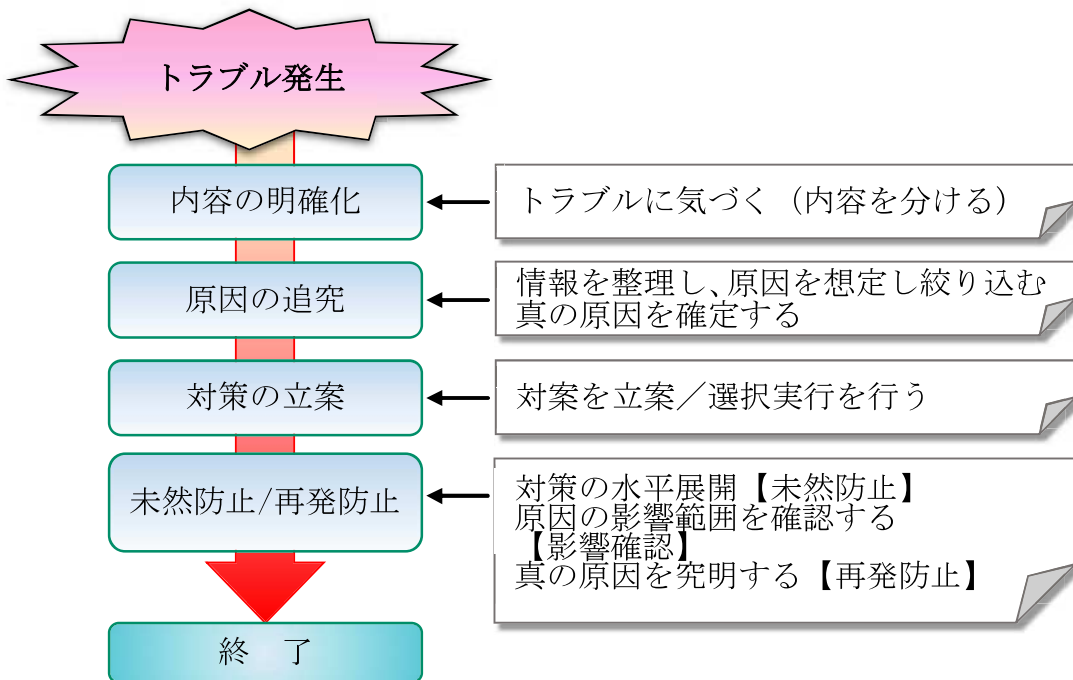 トラブル発生
内容の明確化
トラブルに気づく（内容を分ける）
原因の追究
情報を整理し、原因を想定し絞り込む
真の原因を確定する
対策の立案
対案を立案／選択実行を行う
未然防止/再発防止
対策の水平展開【未然防止】
原因の影響範囲を確認する
【影響確認】
真の原因を究明する【再発防止】
終　了